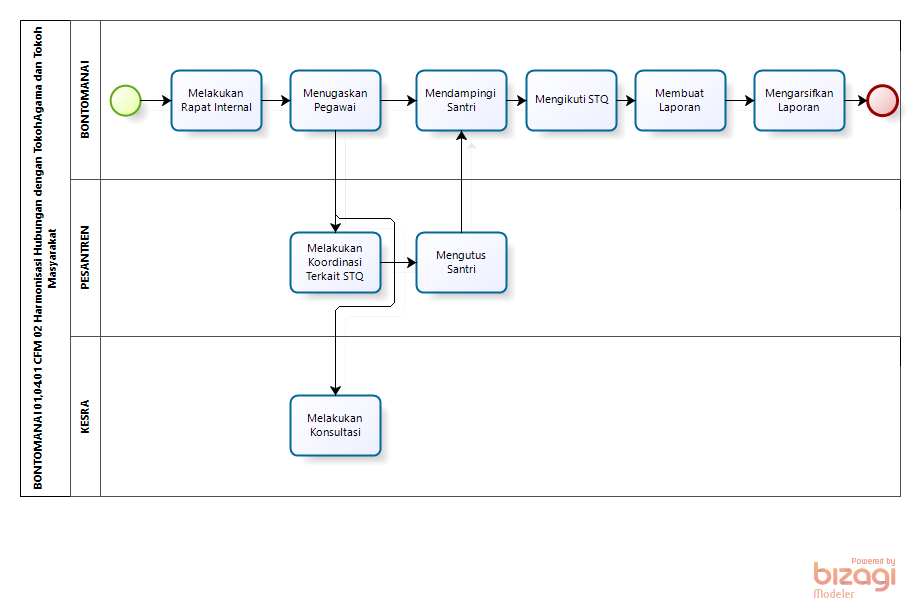 BONTOMANAI 01,04.01 CFM 02 Harmonisasi Hubungan dengan TokohAgama dan Tokoh
Masyarakat
BONTOMANAI
Melakukan
Rapat Internal
Menugaskan
Pegawai
Mendampingi
Santri
Mengikuti STQ
Membuat
Laporan
Mengarsifkan
Laporan
PESANTREN
Melakukan
Koordinasi
Terkait STQ
Mengutus
Santri
KESRA
Melakukan
Konsultasi
Powered by
bizagi
Modeler